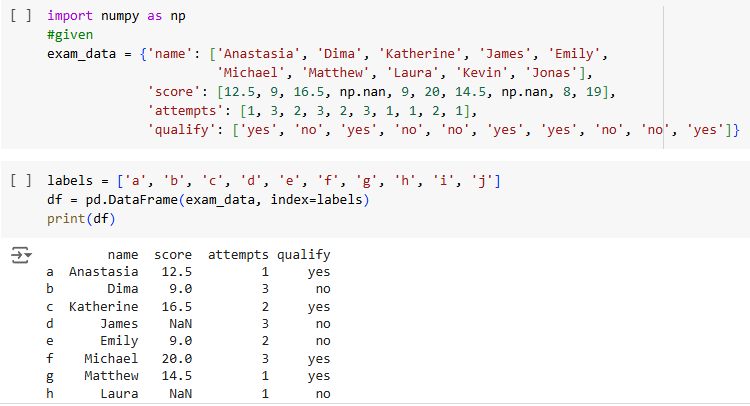 [ ] import numpy as np
#given
exam_data = {'name': ['Anastasia', 'Dima', 'Katherine', 'James', 'Emily',
'Michael', 'Matthew', 'Laura', 'Kevin', 'Jonas'],
'score': [12.5, 9, 16.5, np.nan, 9, 20, 14.5, np.nan, 8, 19],
'attempts': [1, 3, 2, 3, 2, 3, 1, 1, 2, 1],
'qualify': ['yes', 'no', 'yes', 'no', 'no', 'yes', 'yes', 'no', 'no', 'yes']}
[ ] labels = ['a', 'b', 'c', 'd', 'e', 'f', 'g', 'h', 'i', 'j']
df = pd.DataFrame(exam_data, index=labels)
print(df)
name score attempts qualify
a Anastasia 12.5 1 yes
b Dima 9.0 3 no
c Katherine 16.5 2 yes
d James NaN 3 no
e Emily 9.0 2 no
f Michael 20.0 3 yes
g Matthew 14.5 1 yes
h Laura NaN 1 no